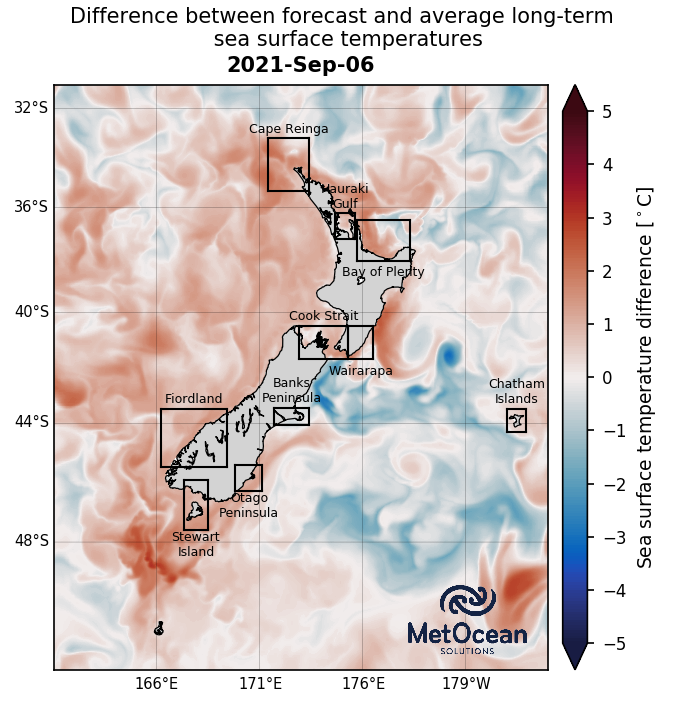 Difference between forecast and average long-term
sea surface temperatures
2021-Sep-06
32°S
36°S
40°S
44°S
48°S
166°E
171°E
176°E
179°W
Cape Reinga
Hauraki
Gulf
Bay of Plenty
Cook Strait
Wairarapa
Banks
Peninsula
Fiordland
Chatham
Islands
Otago
Peninsula
Stewart
Island
MetOcean
SOLUTIONS
5
4
3
2
1
0
−1
−2
−3
−4
−5
Sea surface temperature difference [°C]